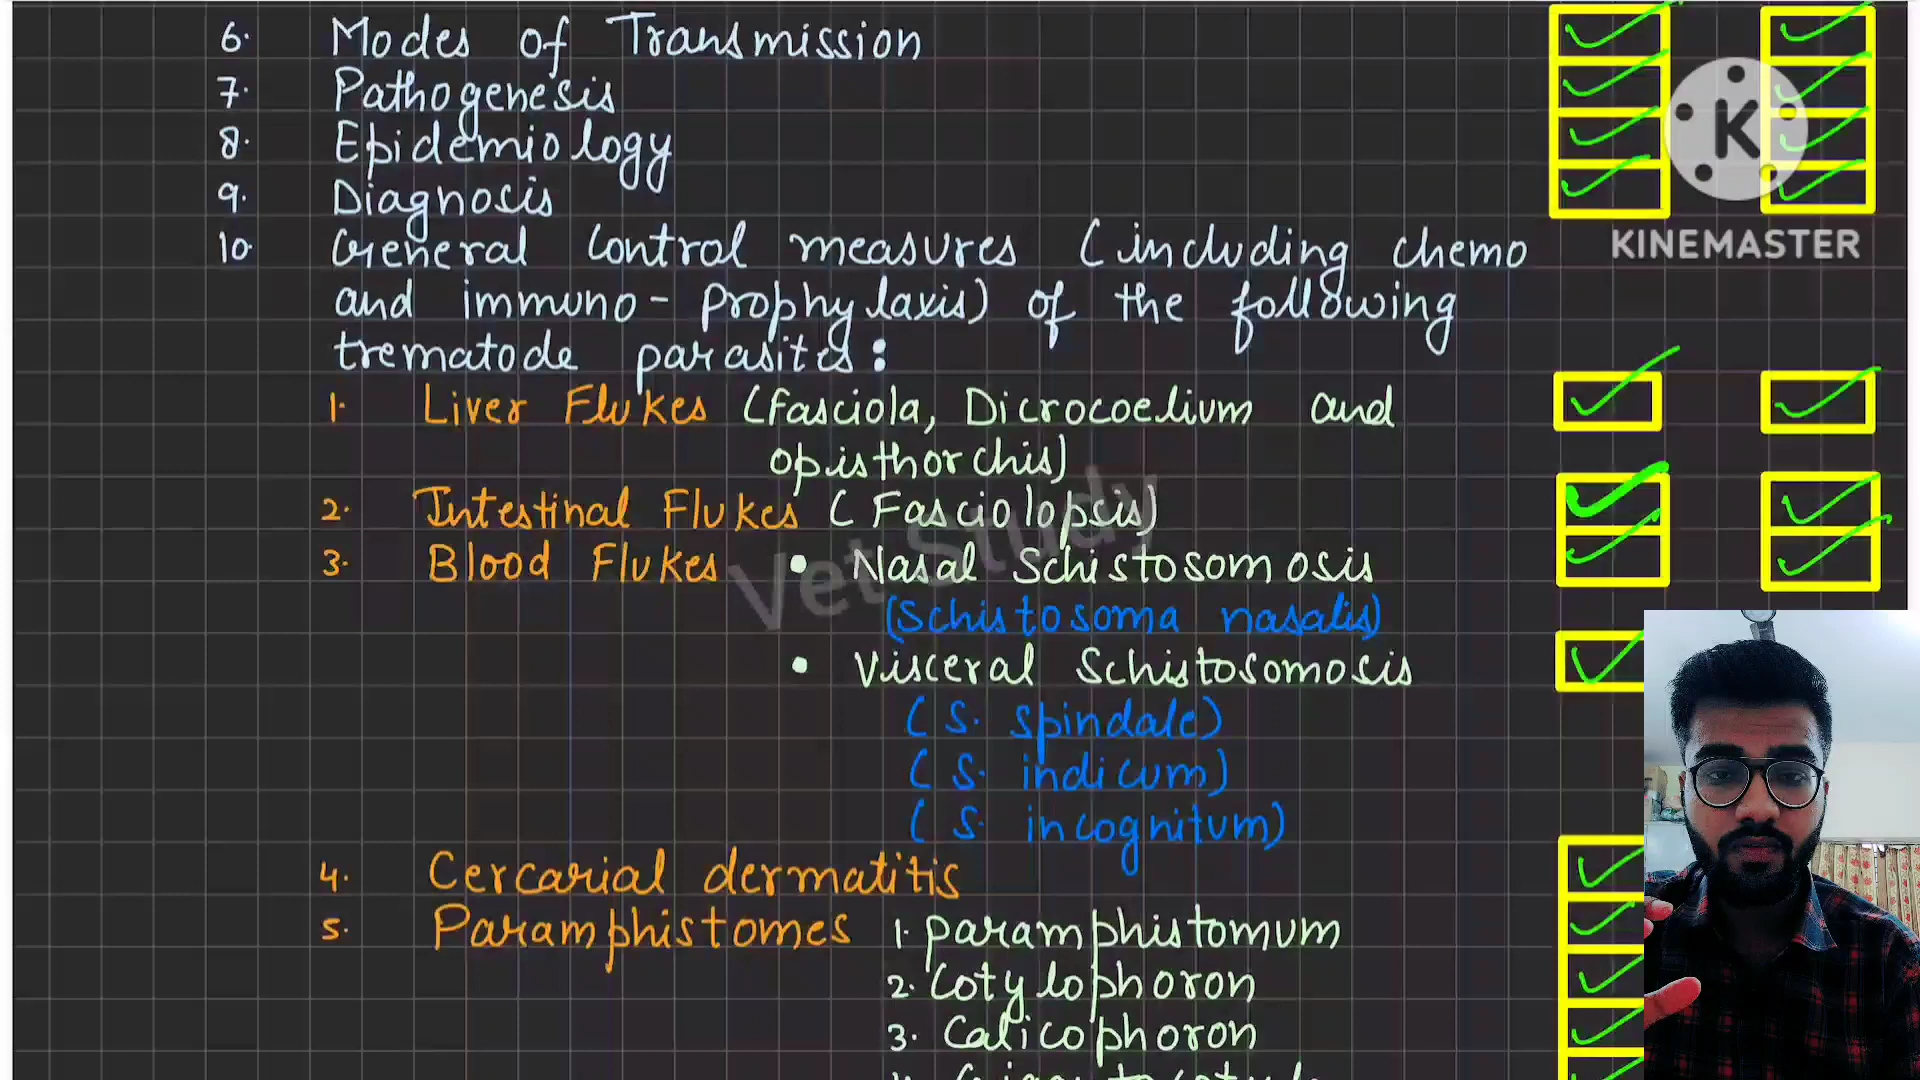 6. Modes of Transmission
7. Pathogenesis
8. Epidemiology
9. Diagnosis
10. General control measures (including chemo
and immuno-prophylaxis) of the following
trematode parasites:
1. Liver Flukes (Fasciola, Dicrocoelium and
opisthorchis)
2. Intestinal Flukes (Fasciolopsis)
3. Blood Flukes • Nasal Schistosomosis
(Schistosoma nasalis)
• Visceral Schistosomosis
(S. spindale)
(S. indicum)
(S. incognitum)
4. Cercarial dermatitis
5. Paramphistomes 1. paramphistomum
2. Cotylophoron
3. Calicophoron
KINEMASTER
Vet Study